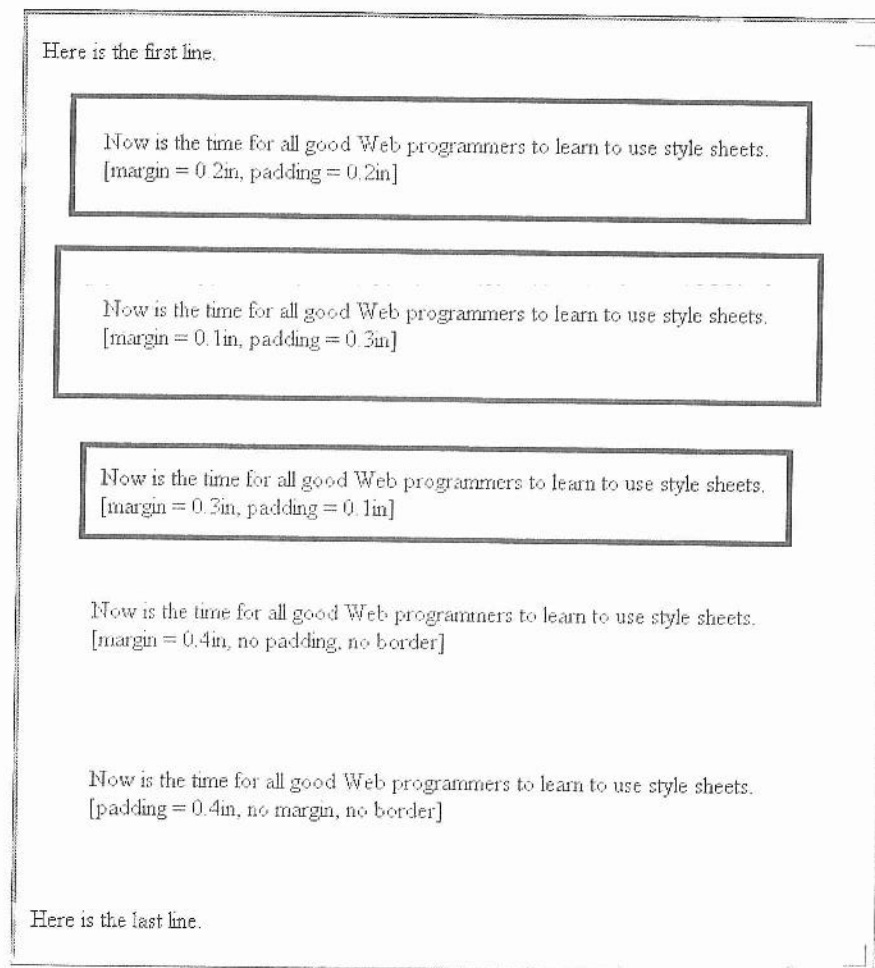 Here is the first line.
Now is the time for all good Web programmers to learn to use style sheets.
[margin = 0.2in, padding = 0.2in]
Now is the time for all good Web programmers to learn to use style sheets.
[margin = 0.1in, padding = 0.3in]
Now is the time for all good Web programmers to learn to use style sheets.
[margin = 0.3in, padding = 0.1in]
Now is the time for all good Web programmers to learn to use style sheets.
[margin = 0.4in, no padding, no border]
Now is the time for all good Web programmers to learn to use style sheets.
[padding = 0.4in, no margin, no border]
Here is the last line.